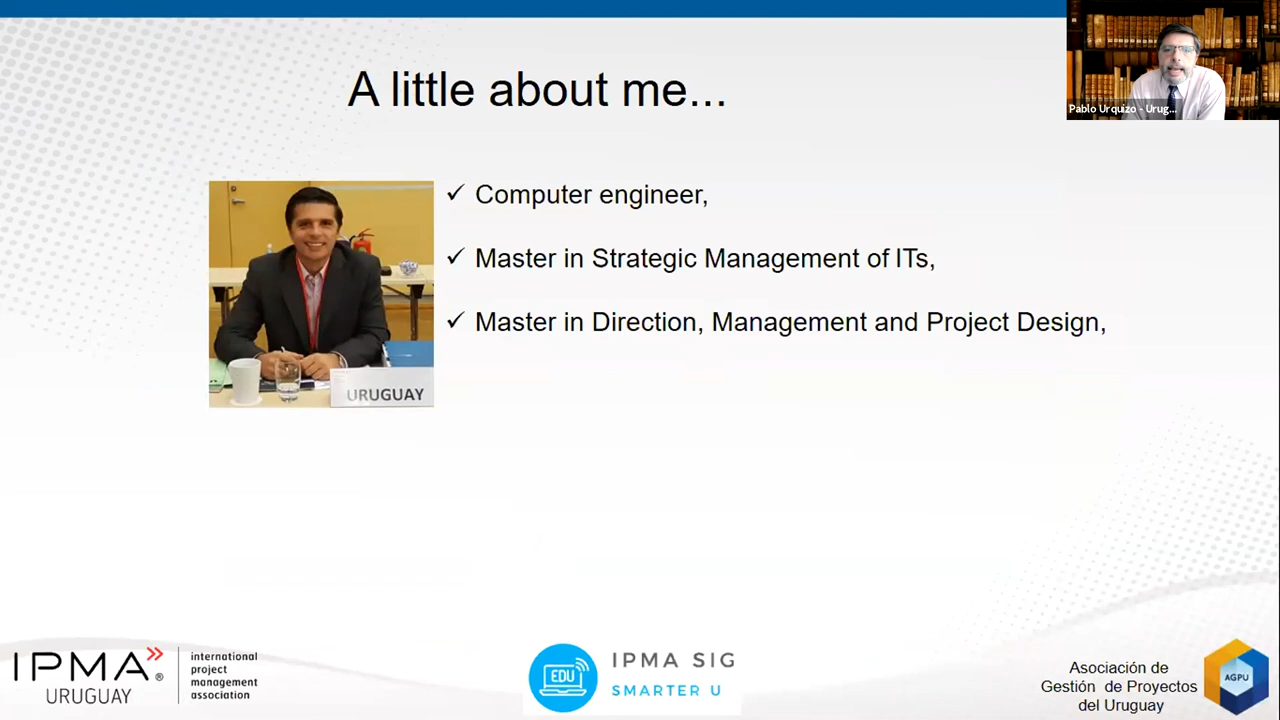 A little about me...
Pablo Urquizo - Urug...
✓ Computer engineer,
✓ Master in Strategic Management of ITs,
✓ Master in Direction, Management and Project Design,
URUGUAY
IPMA®
URUGUAY
international
project
management
association
EDU
IPMA SIG
SMARTER U
Asociación de
Gestión de Proyectos
del Uruguay
AGPU